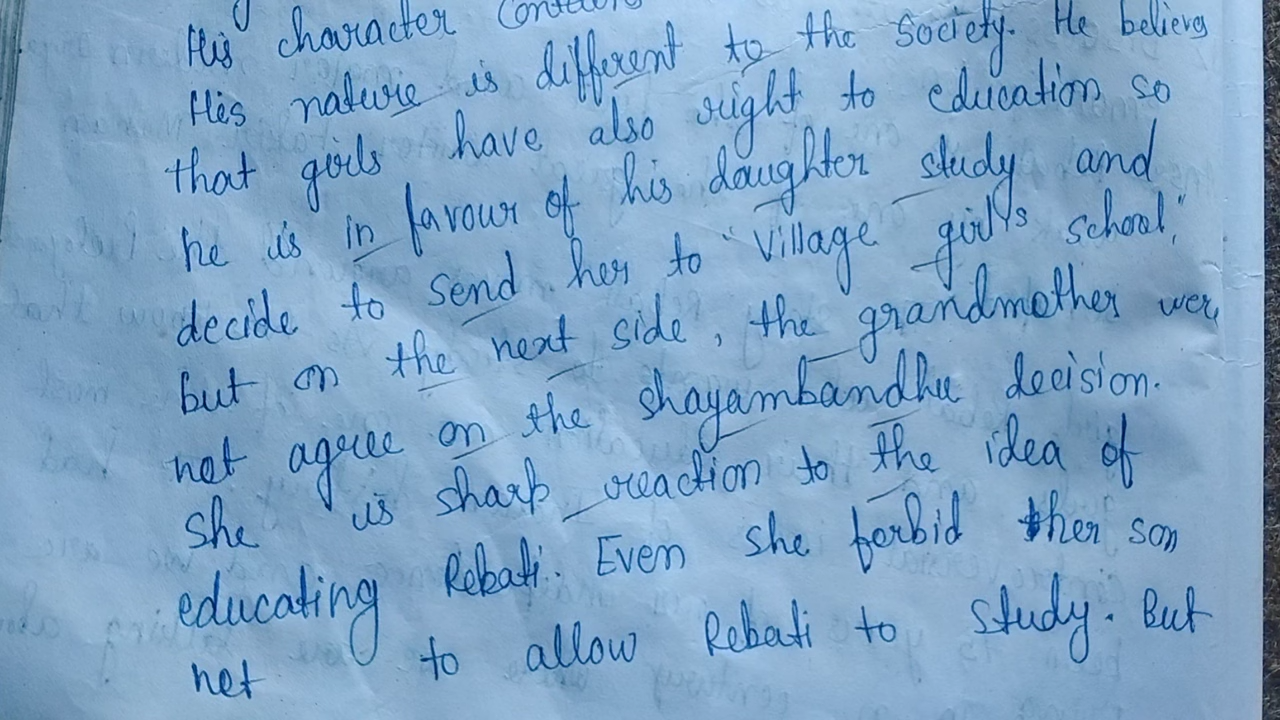 His character
His nature is different to the Society. He believes
that girls have also right to education so
he is in favour of his daughter study and
decide to send her to "Village girl's school."
but on the next side, the grandmother wer
not agree on the shayambandhu decision.
She is sharp reaction to the idea of
educating Rebati. Even she forbid ther son
not to allow Rebati to study. But